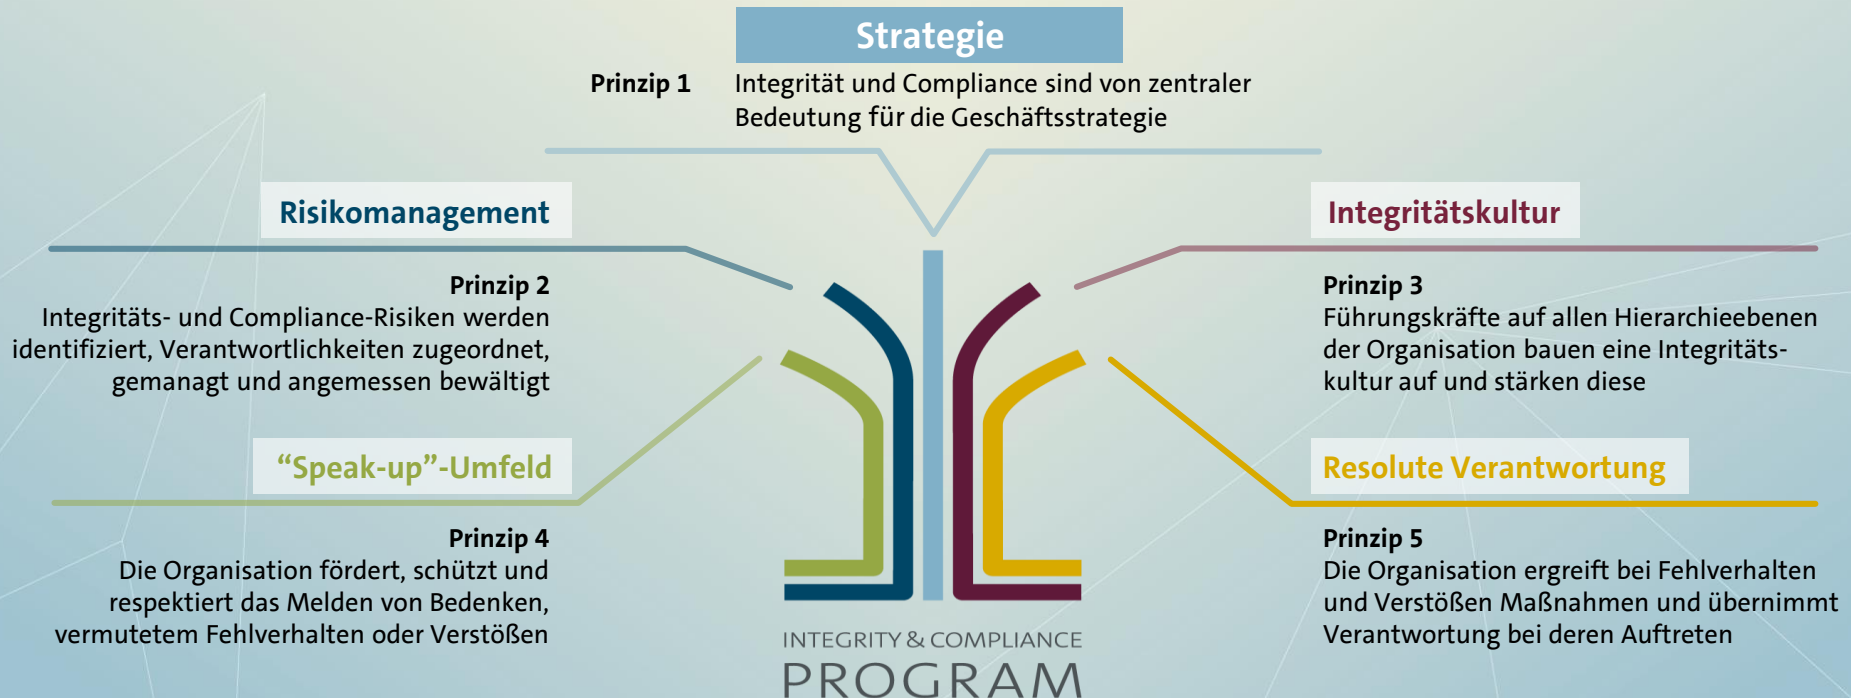 Strategie
Prinzip 1 Integrität und Compliance sind von zentraler
Bedeutung für die Geschäftsstrategie
Risikomanagement
Prinzip 2
Integritäts- und Compliance-Risiken werden
identifiziert, Verantwortlichkeiten zugeordnet,
gemanagt und angemessen bewältigt
Integritätskultur
Prinzip 3
Führungskräfte auf allen Hierarchieebenen
der Organisation bauen eine Integritäts-
kultur auf und stärken diese
“Speak-up”-Umfeld
Prinzip 4
Die Organisation fördert, schützt und
respektiert das Melden von Bedenken,
vermutetem Fehlverhalten oder Verstößen
Resolute Verantwortung
Prinzip 5
Die Organisation ergreift bei Fehlverhalten
und Verstößen Maßnahmen und übernimmt
Verantwortung bei deren Auftreten
INTEGRITY & COMPLIANCE
PROGRAM